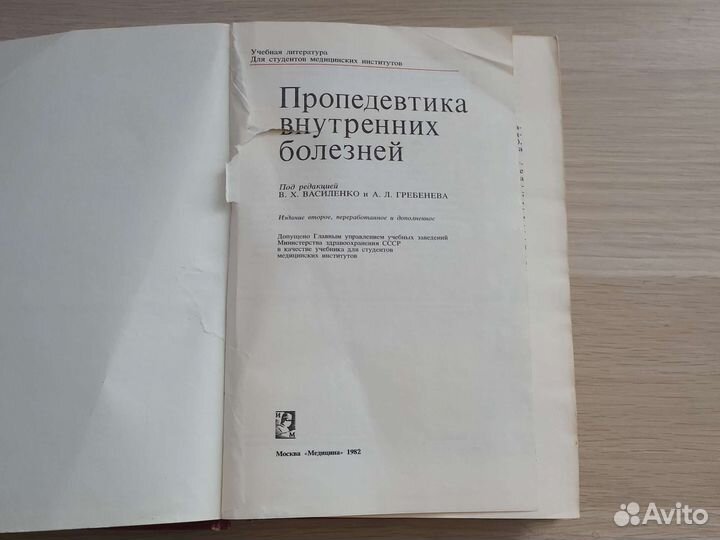 Учебная литература
Для студентов медицинских институтов
Пропедевтика
внутренних
болезней
Под редакцией
В. Х. ВАСИЛЕНКО и А. Л. ГРЕБЕНЕВА
Издание второе, переработанное и дополненное
Допущено Главным управлением учебных заведений
Министерства здравоохранения СССР
в качестве учебника для студентов
медицинских институтов
И
М
Москва «Медицина» 1982
Avito